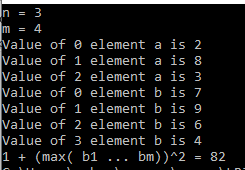 n = 3
m = 4
Value of 0 element a is 2
Value of 1 element a is 8
Value of 2 element a is 3
Value of 0 element b is 7
Value of 1 element b is 9
Value of 2 element b is 6
Value of 3 element b is 4
1 + (max( b1 ... bm))^2 = 82